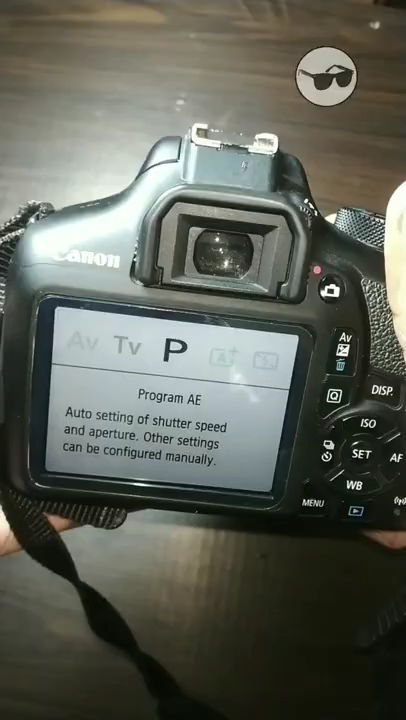 Canon
Av Tv P A+
Program AE
Auto setting of shutter speed
and aperture. Other settings
can be configured manually.
Av
Q
DISP.
ISO
SET
AF
WB
MENU